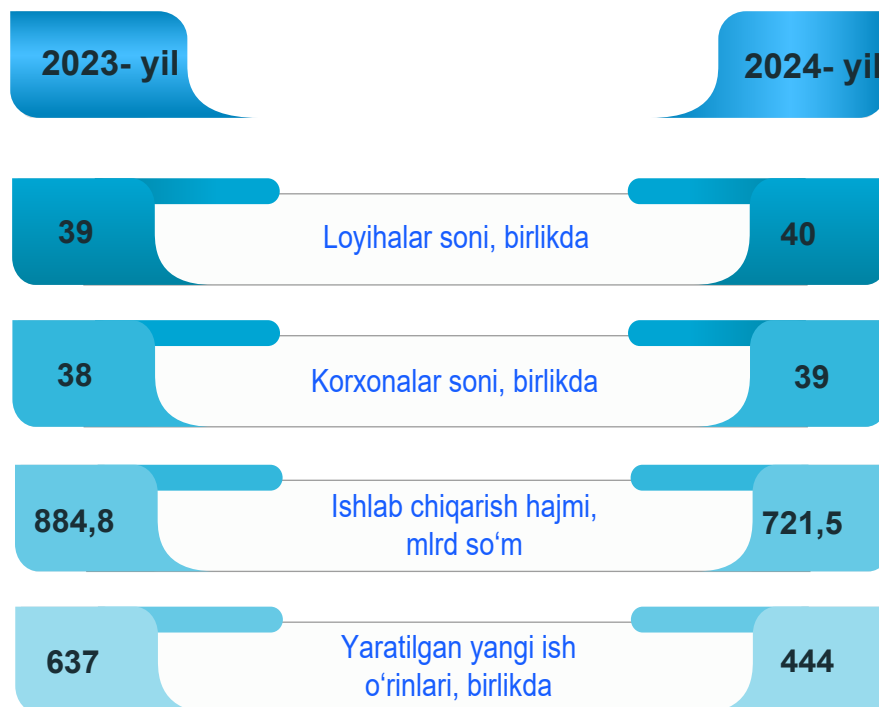 2023- yil
2024- yil
39
Loyihalar soni, birlikda
40
38
Korxonalar soni, birlikda
39
884,8
Ishlab chiqarish hajmi,
mlrd so‘m
721,5
637
Yaratilgan yangi ish
o‘rinlari, birlikda
444